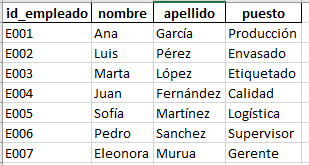 id_empleado nombre apellido puesto
E001 Ana García Producción
E002 Luis Pérez Envasado
E003 Marta López Etiquetado
E004 Juan Fernández Calidad
E005 Sofía Martínez Logística
E006 Pedro Sanchez Supervisor
E007 Eleonora Murua Gerente